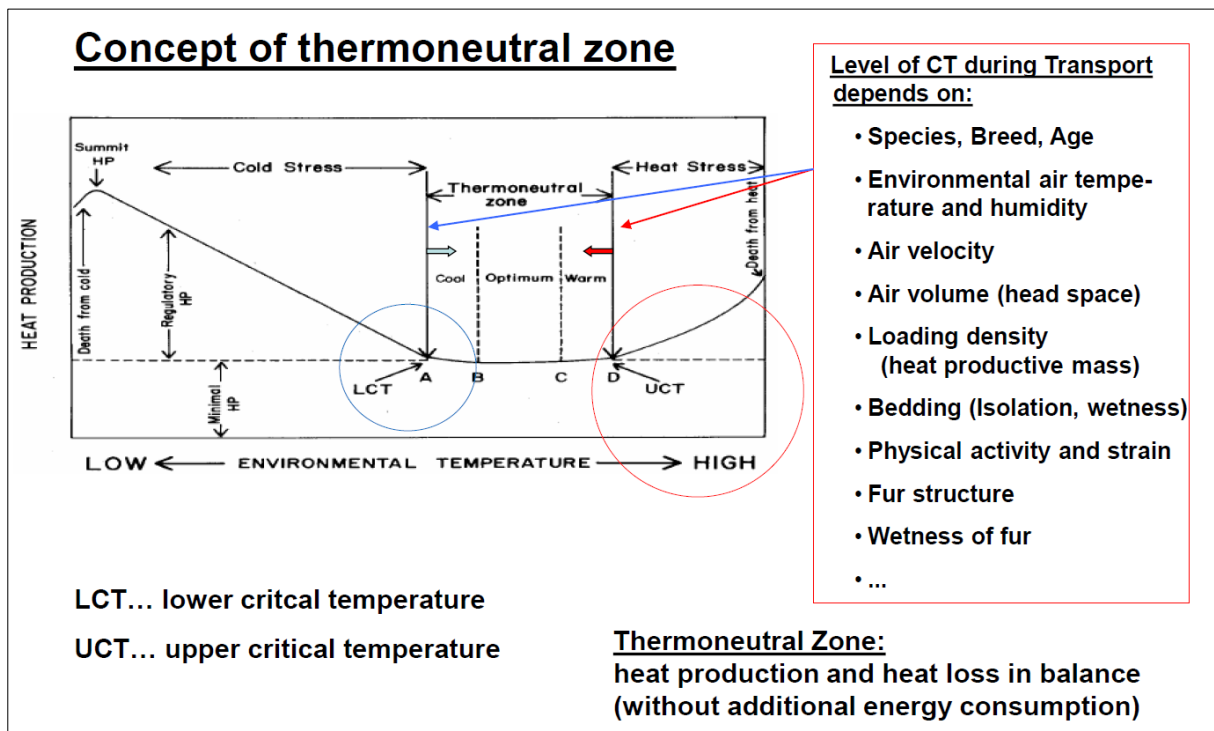 Concept of thermoneutral zone
Summit
HP
Cold Stress
Heat Stress
Thermoneutral
zone
HEAT PRODUCTION
Death from cold
Regulatory
HP
Minimal
HP
Cool
Optimum
Warm
Death from heat
LCT
A
B
C
D
UCT
LOW
ENVIRONMENTAL TEMPERATURE
HIGH
Level of CT during Transport
depends on:
• Species, Breed, Age
• Environmental air tempe-
rature and humidity
• Air velocity
• Air volume (head space)
• Loading density
(heat productive mass)
• Bedding (Isolation, wetness)
• Physical activity and strain
• Fur structure
• Wetness of fur
• ...
LCT... lower critcal temperature
UCT... upper critical temperature
Thermoneutral Zone:
heat production and heat loss in balance
(without additional energy consumption)